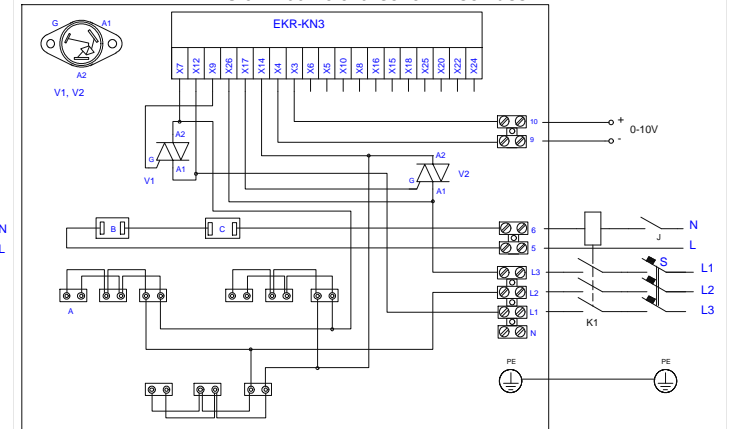 G
A1
A2
V1, V2
EKR-KN3
X7 X12 X9 X26 X17 X14 X4 X3 X6 X5 X10 X8 X16 X15 X18 X25 X20 X22 X24
10
+
0-10V
9
-
A2
G
A1
V1
A2
G
A1
V2
N
L
B
C
6
N
J
5
L
L3
S
L1
L2
L2
L1
L3
K1
N
A
PE
PE